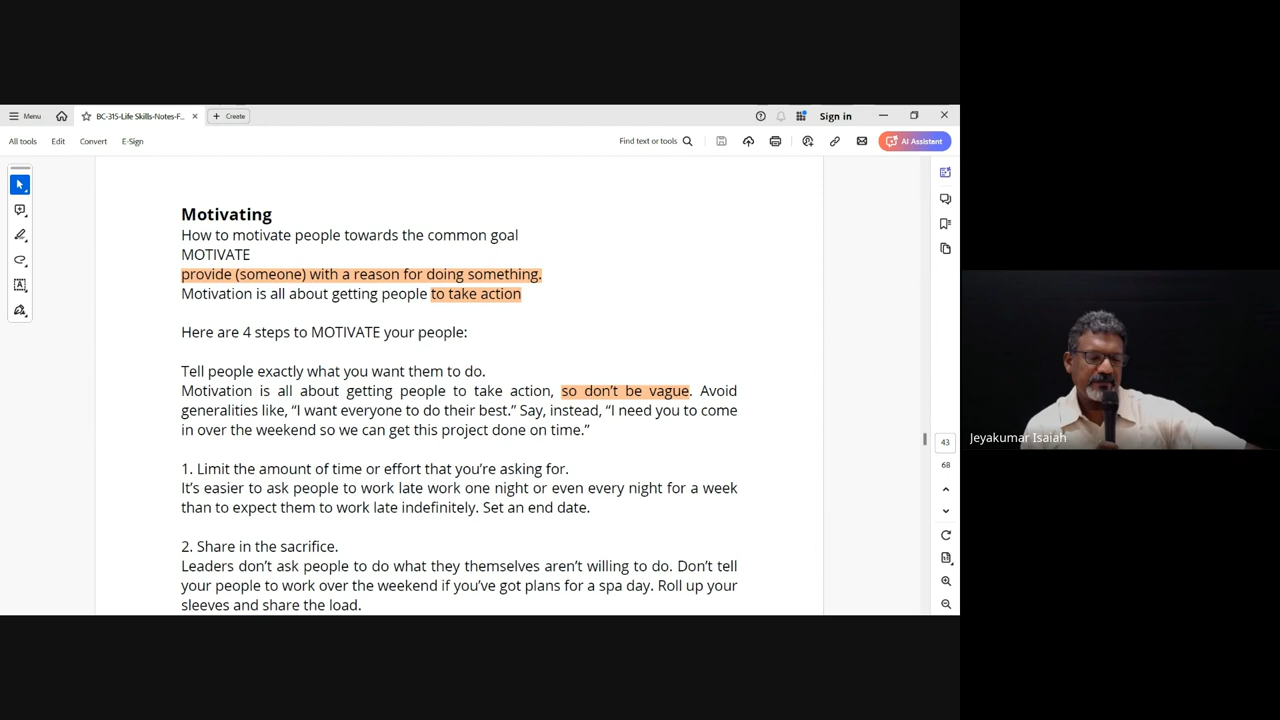 Menu
BC-315-Life Skills-Notes-F...
Create
Sign in
All tools
Edit
Convert
E-Sign
Find text or tools
AI Assistant
Motivating
How to motivate people towards the common goal
MOTIVATE
provide (someone) with a reason for doing something.
Motivation is all about getting people to take action
Here are 4 steps to MOTIVATE your people:
Tell people exactly what you want them to do.
Motivation is all about getting people to take action, so don’t be vague. Avoid
generalities like, “I want everyone to do their best.” Say, instead, “I need you to come
in over the weekend so we can get this project done on time.”
1. Limit the amount of time or effort that you’re asking for.
It’s easier to ask people to work late work one night or even every night for a week
than to expect them to work late indefinitely. Set an end date.
2. Share in the sacrifice.
Leaders don’t ask people to do what they themselves aren’t willing to do. Don’t tell
your people to work over the weekend if you’ve got plans for a spa day. Roll up your
sleeves and share the load.
43
68
Jeyakumar Isaiah